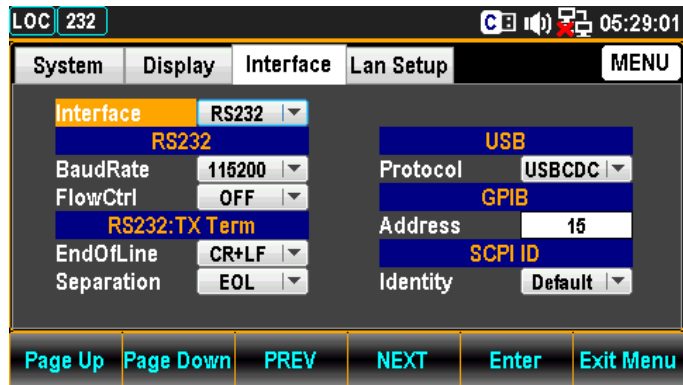 LOC 232 C 05:29:01
System Display Interface Lan Setup MENU
Interface RS232
RS232 USB
BaudRate 115200 Protocol USBCDC
FlowCtrl OFF GPIB
RS232:TX Term Address 15
EndOfLine CR+LF SCPI ID
Separation EOL Identity Default
Page Up Page Down PREV NEXT Enter Exit Menu